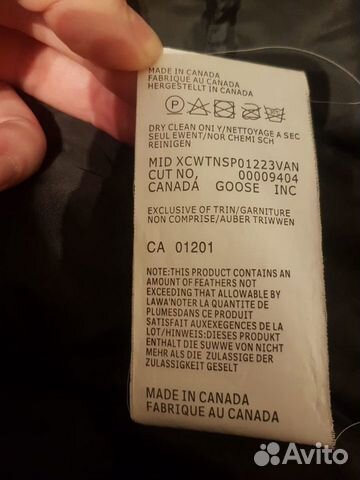 MADE IN CANADA
FABRIQUE AU CANADA
HERGESTELLT IN CANADA
P
DRY CLEAN ONI Y/NETTOYAGE A SEC
SEUL EWENT/NOR CHEMI SCH
REINIGEN
MID XCWTNSP01223VAN
CUT NO, 00009404
CANADA GOOSE INC
EXCLUSIVE OF TRIN/GARNITURE
NON COMPRISE/AUBER TRIWWEN
CA 01201
NOTE:THIS PRODUCT CONTAINS AN
AMOUNT OF FEATHERS NOT
EXCEEDING THAT ALLOWABLE BY
LAWA'NOTER LA QUANTITE DE
PLUMESDANS CE PRODUCT
SATISFAIT AUXEXEGENCES DE LA
LOT/HINWEIS:DIESES PRODUKT
ENTHALT DIE SUWWE VON NICHT
MEHR ALS DIE ZULASSIGE DER
ZULASSIGKEIT GESELT
MADE IN CANADA
FABRIQUE AU CANADA
Avito